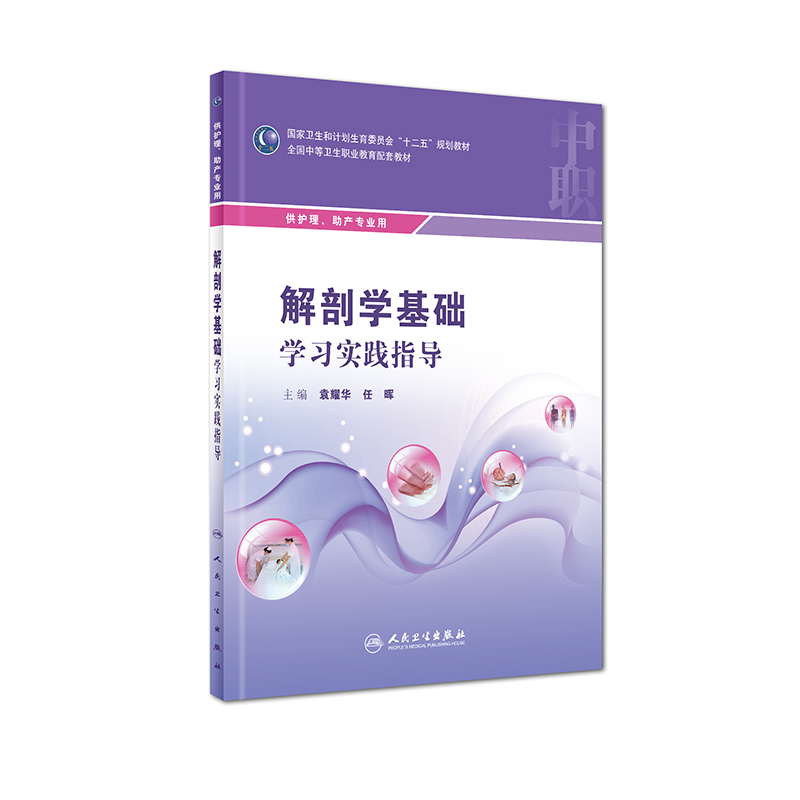 国家卫生和计划生育委员会“十二五”规划教材
全国中等卫生职业教育配套教材
中职
供护理、助产专业用
解剖学基础
学习实践指导
主编 袁耀华 任晖
人民卫生出版社
PEOPLE'S MEDICAL PUBLISHING HOUSE
供护理、助产专业用
解剖学基础 学习实践指导
人民卫生出版社